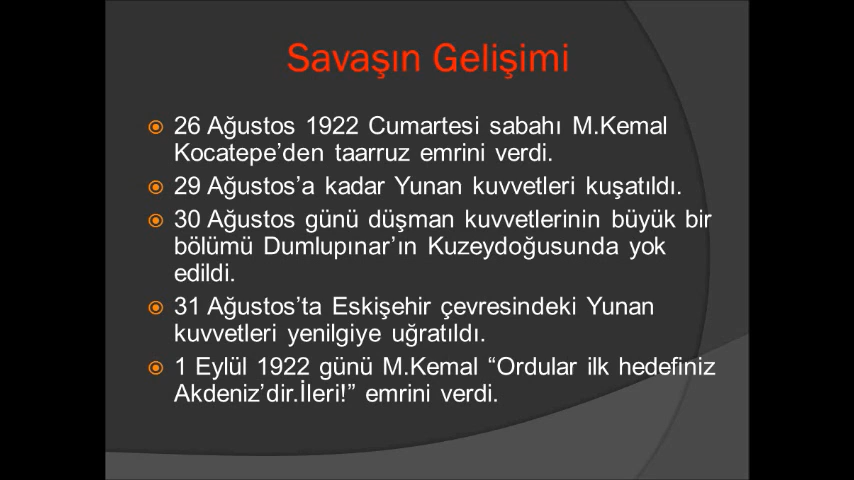 Savaşın Gelişimi
26 Ağustos 1922 Cumartesi sabahı M.Kemal
Kocatepe’den taarruz emrini verdi.
29 Ağustos’a kadar Yunan kuvvetleri kuşatıldı.
30 Ağustos günü düşman kuvvetlerinin büyük bir
bölümü Dumlupınar’ın Kuzeydoğusunda yok
edildi.
31 Ağustos’ta Eskişehir çevresindeki Yunan
kuvvetleri yenilgiye uğratıldı.
1 Eylül 1922 günü M.Kemal “Ordular ilk hedefiniz
Akdeniz’dir.İleri!” emrini verdi.